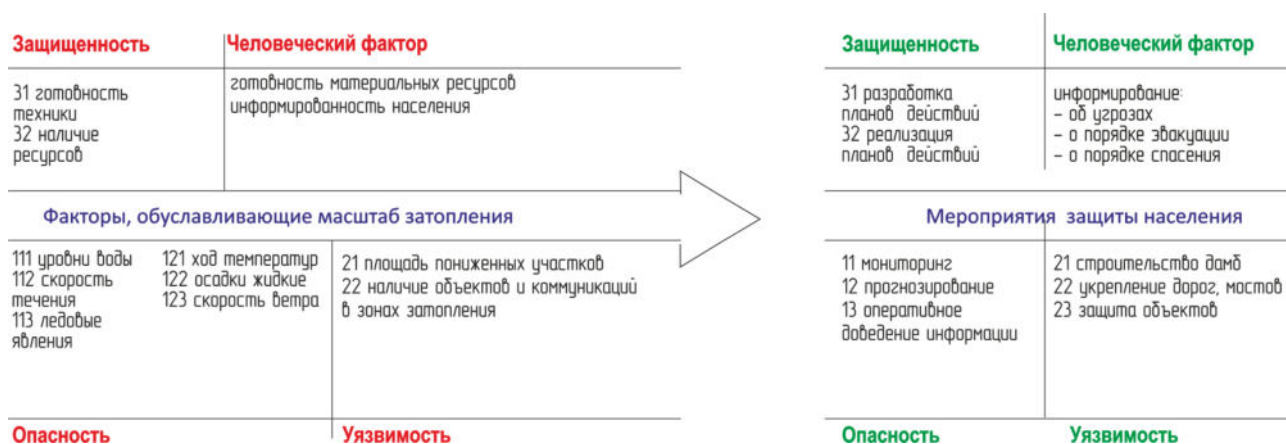 Защищенность
Человеческий фактор
31 готовность
техники
32 наличие
ресурсов
готовность материальных ресурсов
информированность населения
Факторы, обуславливающие масштаб затопления
111 уровни воды
112 скорость
течения
113 ледовые
явления
121 ход температур
122 осадки жидкие
123 скорость ветра
21 площадь пониженных участков
22 наличие объектов и коммуникаций
в зонах затопления
Опасность
Уязвимость
Защищенность
Человеческий фактор
31 разработка
планов действий
32 реализация
планов действий
информирование:
– об угрозах
– о порядке эвакуации
– о порядке спасения
Мероприятия защиты населения
11 мониторинг
12 прогнозирование
13 оперативное
доведение информации
21 строительство дамб
22 укрепление дорог, мостов
23 защита объектов
Опасность
Уязвимость